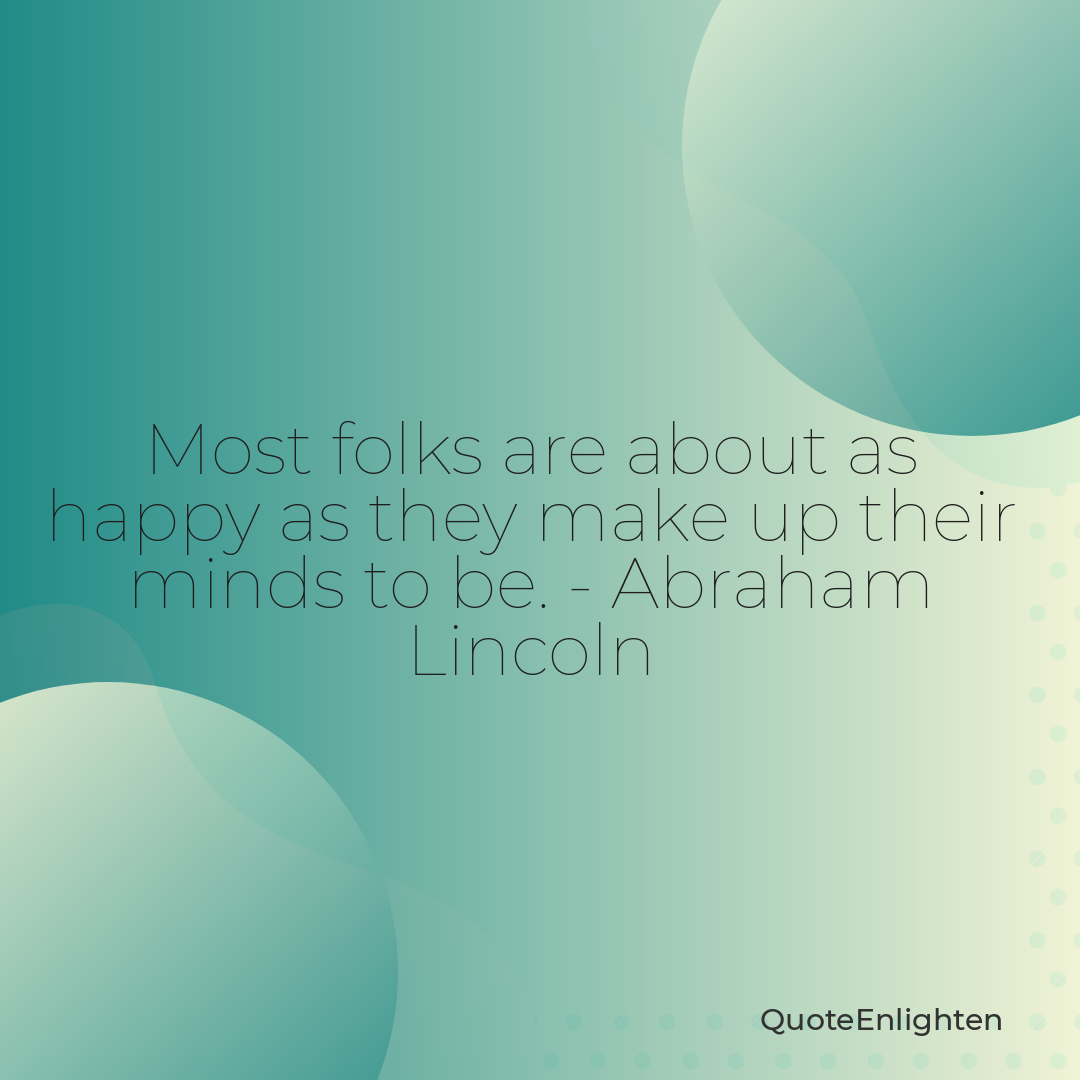 Most folks are about as
happy as they make up their
minds to be. - Abraham
Lincoln
QuoteEnlighten